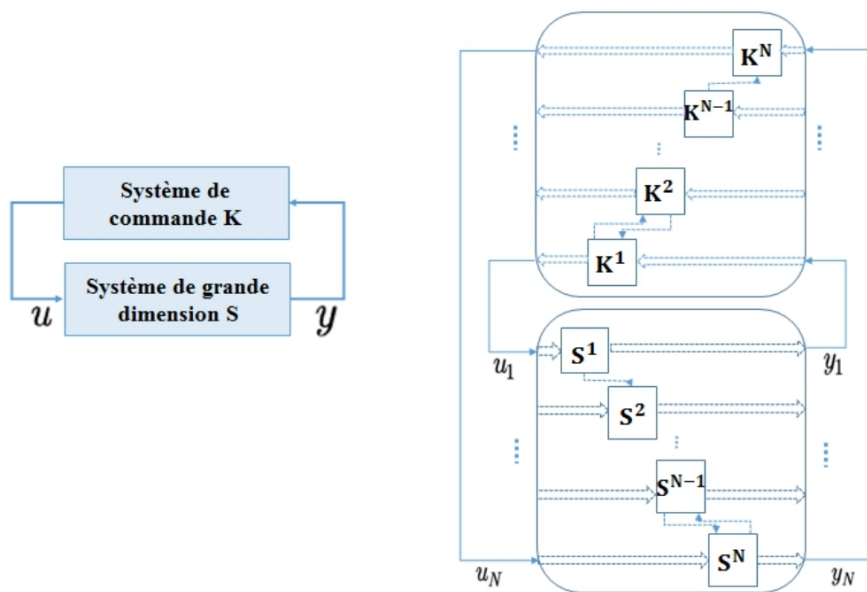 Système de
commande K
Système de grande
dimension S
u
y
K^N
K^{N−1}
...
K^2
K^1
S^1
u_1
y_1
S^2
...
S^{N−1}
S^N
u_N
y_N